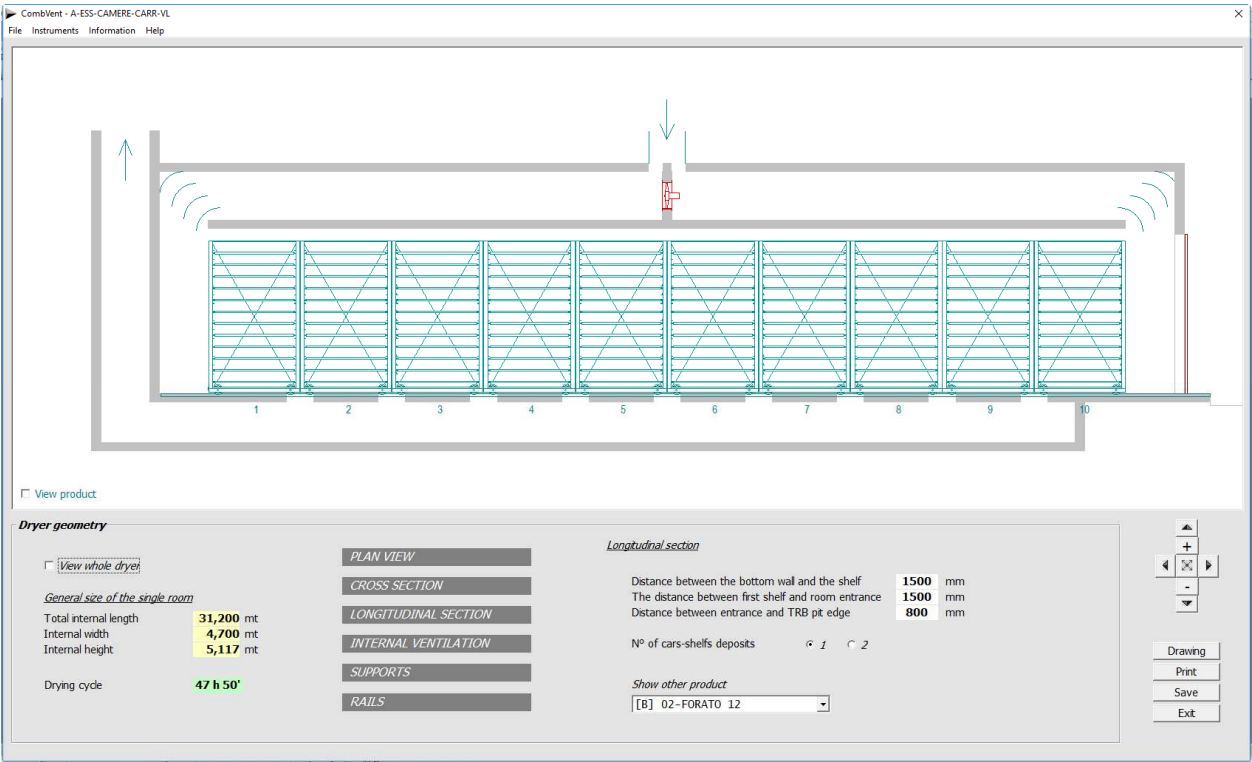 CombVent - A-ESS-CAMERE-CARR-VL
File Instruments Information Help
1 2 3 4 5 6 7 8 9 10
View product
Dryer geometry
View whole dryer
General size of the single room
Total internal length 31,200 mt
Internal width 4,700 mt
Internal height 5,117 mt
Drying cycle 47 h 50'
PLAN VIEW
CROSS SECTION
LONGITUDINAL SECTION
INTERNAL VENTILATION
SUPPORTS
RAILS
Longitudinal section
Distance between the bottom wall and the shelf 1500 mm
The distance between first shelf and room entrance 1500 mm
Distance between entrance and TRB pit edge 800 mm
N° of cars-shelfs deposits 1 2
Show other product
[B] 02-FORATO 12
+
-
Drawing
Print
Save
Exit